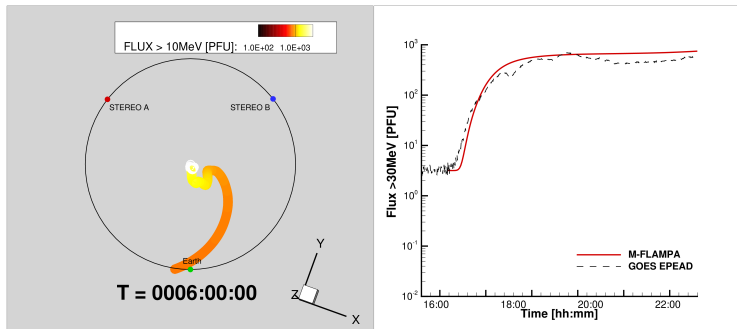 FLUX > 10MeV [PFU]: 1.0E+02 1.0E+03
STEREO A
STEREO B
Earth
T = 0006:00:00
Y
Z
X
Flux >30MeV [PFU]
10³
10²
10¹
10⁰
10⁻¹
10⁻²
M-FLAMPA
GOES EPEAD
16:00 18:00 20:00 22:00
Time [hh:mm]